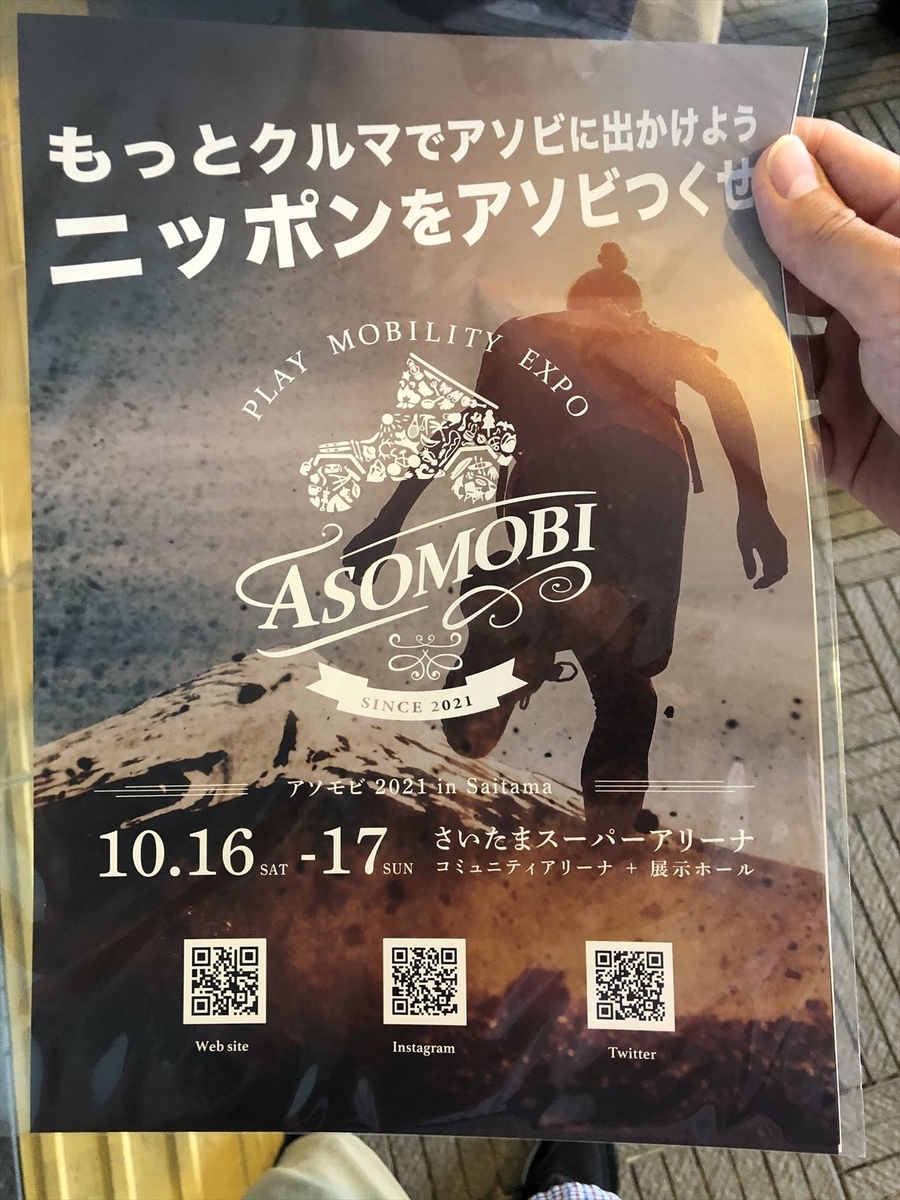 もっとクルマでアソビに出かけよう
ニッポンをアソビつくせ
PLAY MOBILITY EXPO
ASOMOBI
SINCE 2021
アソモビ 2021 in Saitama
10.16 SAT -17 SUN
さいたまスーパーアリーナ
コミュニティアリーナ + 展示ホール
Web site
Instagram
Twitter